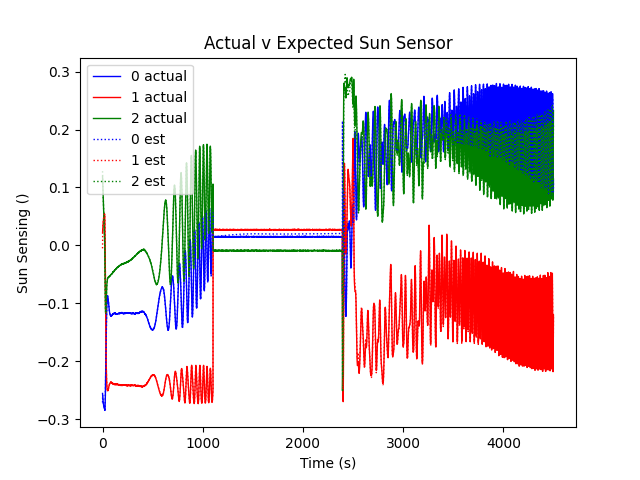 Actual v Expected Sun Sensor
0 actual
1 actual
2 actual
0 est
1 est
2 est
0.3
0.2
0.1
0.0
−0.1
−0.2
−0.3
Sun Sensing ()
0
1000
2000
3000
4000
Time (s)